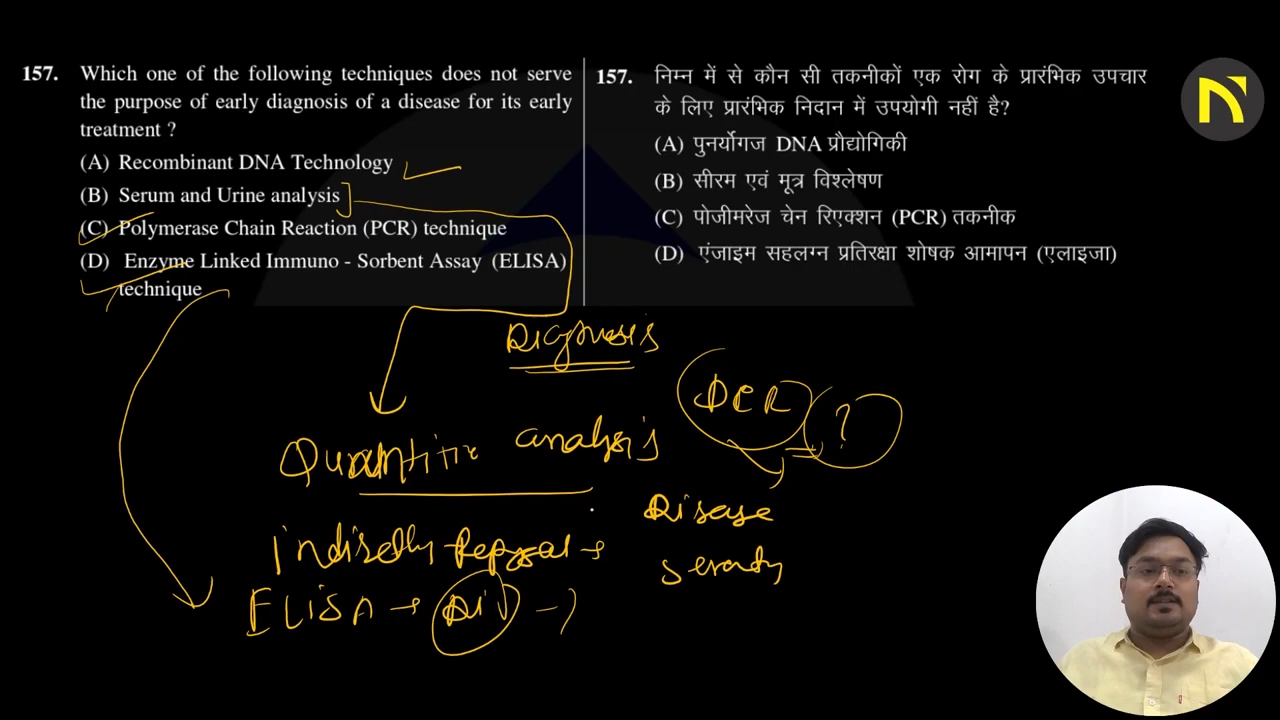 157. Which one of the following techniques does not serve
the purpose of early diagnosis of a disease for its early
treatment ?
(A) Recombinant DNA Technology
(B) Serum and Urine analysis
(C) Polymerase Chain Reaction (PCR) technique
(D) Enzyme Linked Immuno - Sorbent Assay (ELISA)
technique
157. निम्न में से कौन सी तकनीकों एक रोग के प्रारंभिक उपचार
के लिए प्रारंभिक निदान में उपयोगी नहीं है?
(A) पुनर्योगज DNA प्रौद्योगिकी
(B) सीरम एवं मूत्र विश्लेषण
(C) पोजीमरेज चेन रिएक्शन (PCR) तकनीक
(D) एंजाइम सहलग्न प्रतिरक्षा शोषक आमापन (एलाइजा)
Diagnosis
PCR ?
analysis
Disease
ELISA